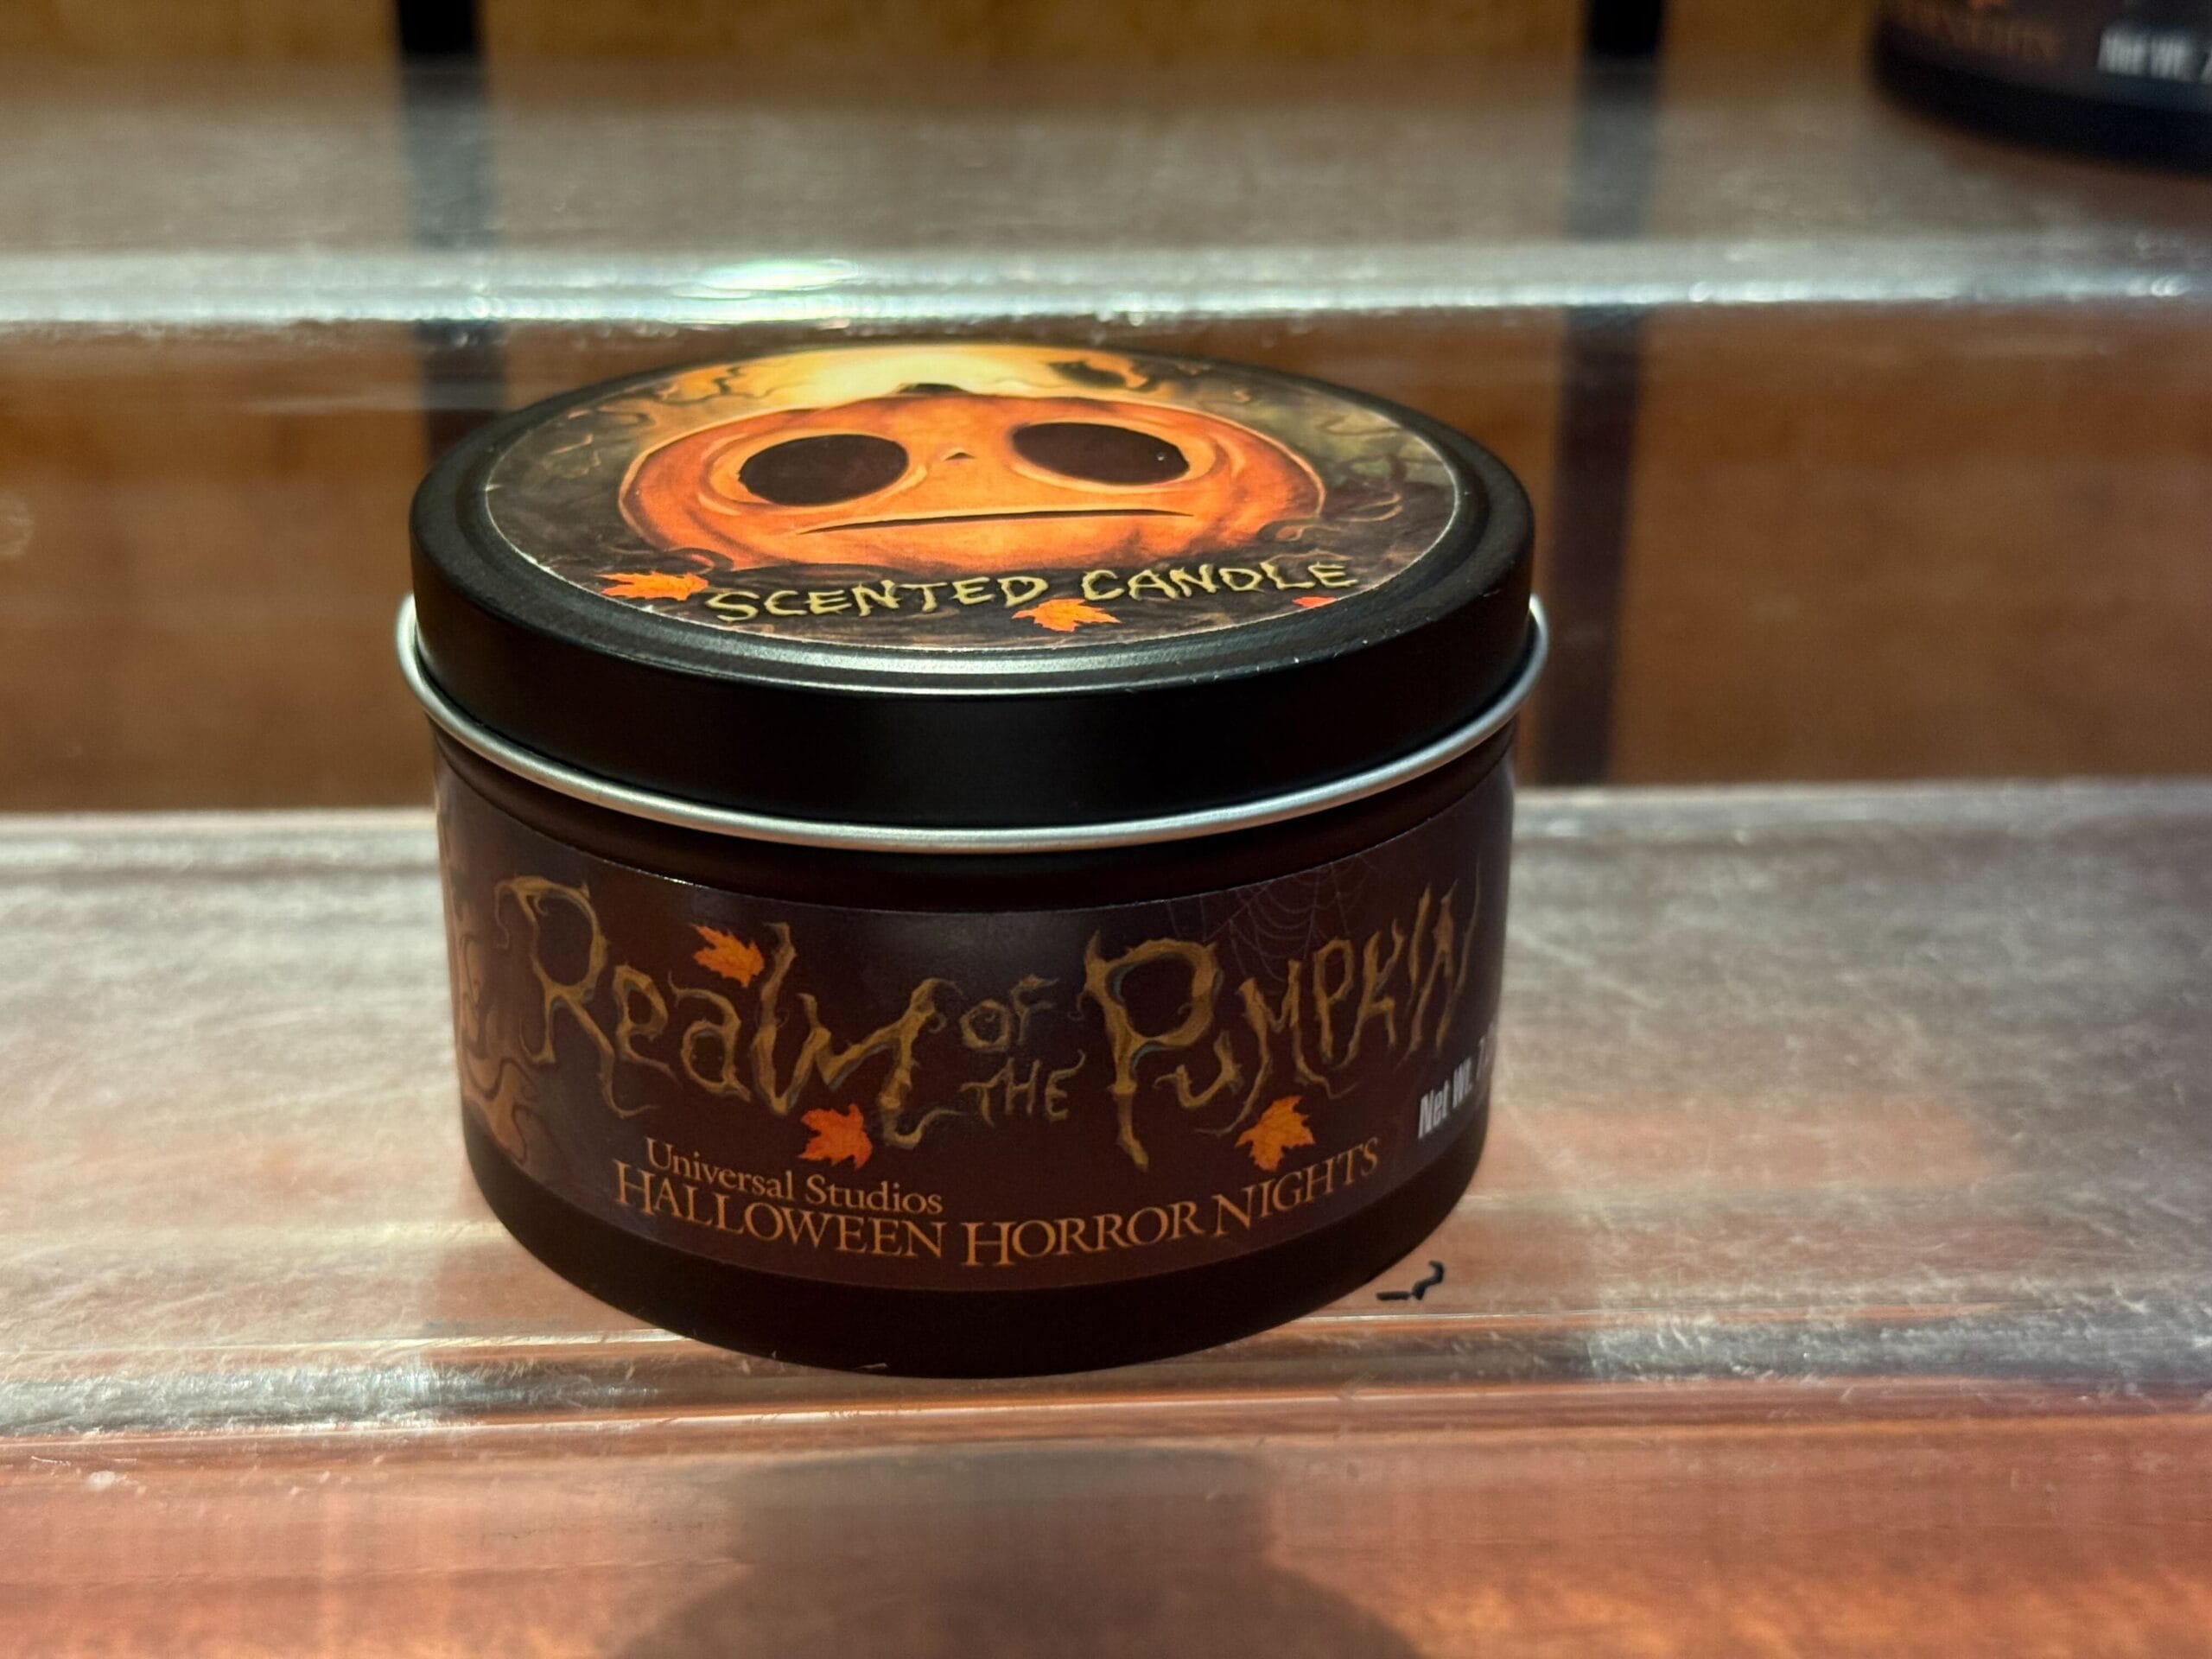 SCENTED CANDLE
Realm OF THE PUMPKIN
Net Wt.
Universal Studios
HALLOWEEN HORROR NIGHTS